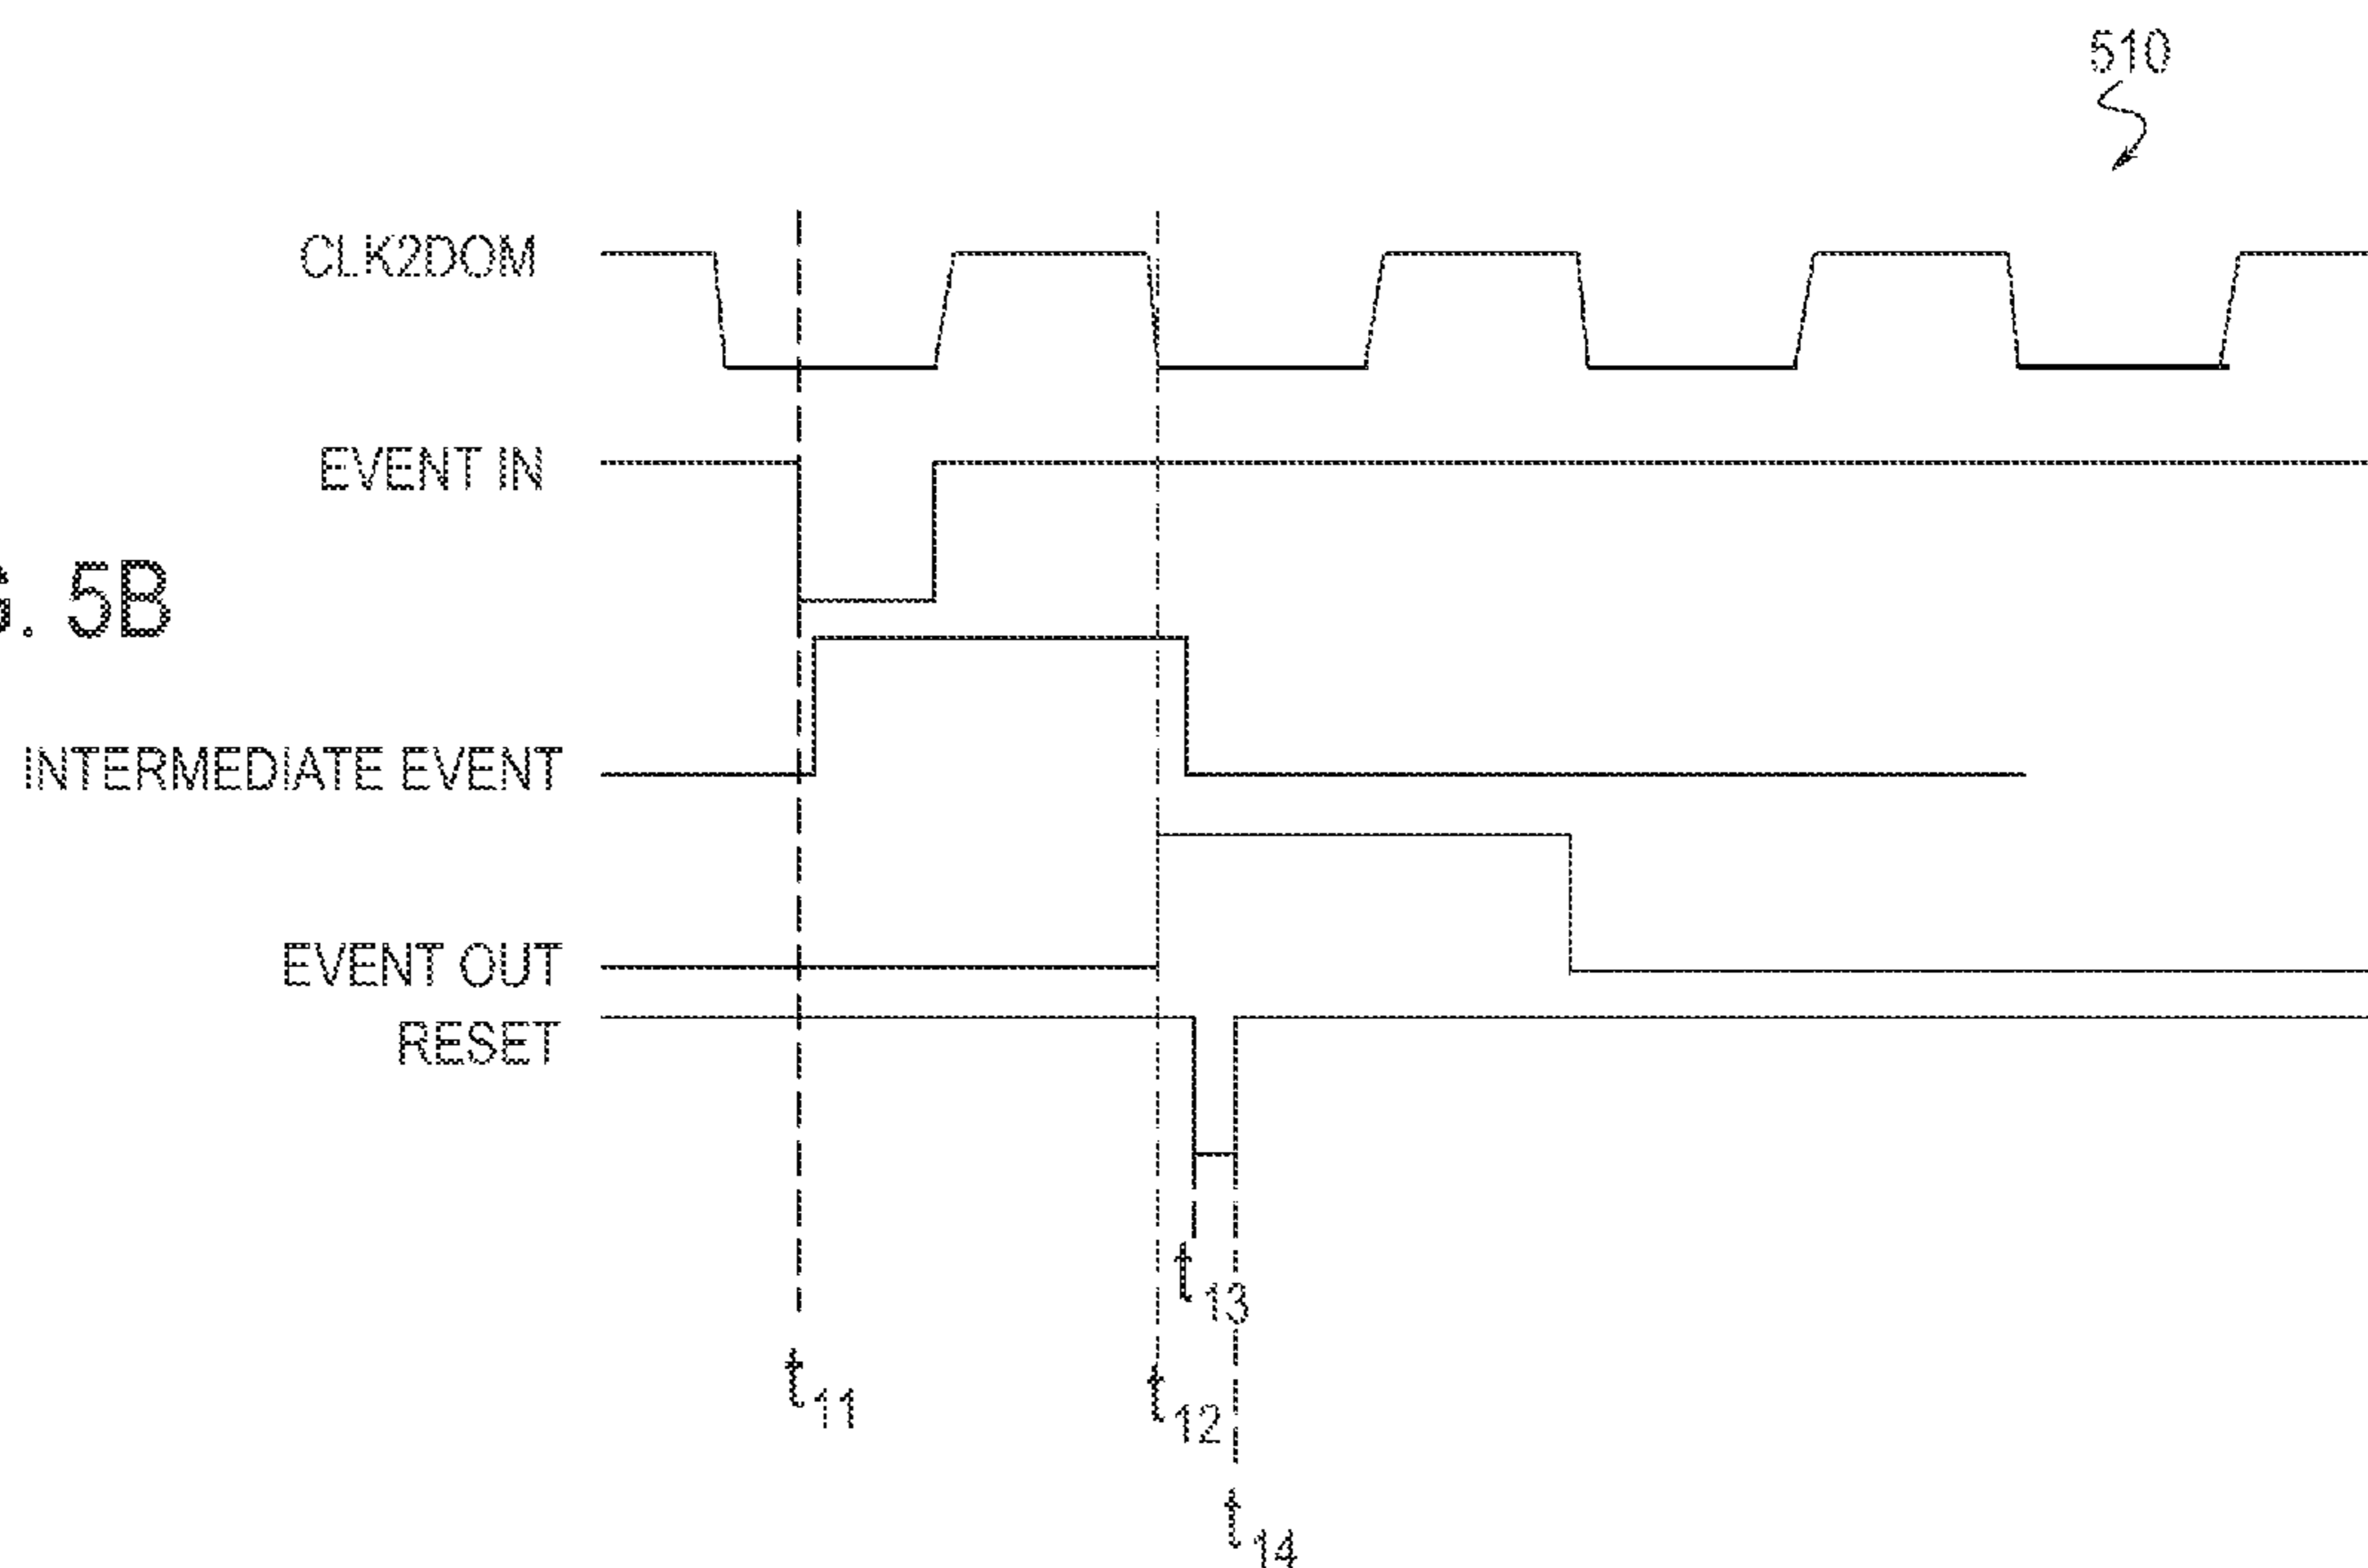 510
CLK2DOM
EVENT IN
. 5B
INTERMEDIATE EVENT
EVENT OUT
RESET
t13
t11
t12
t14